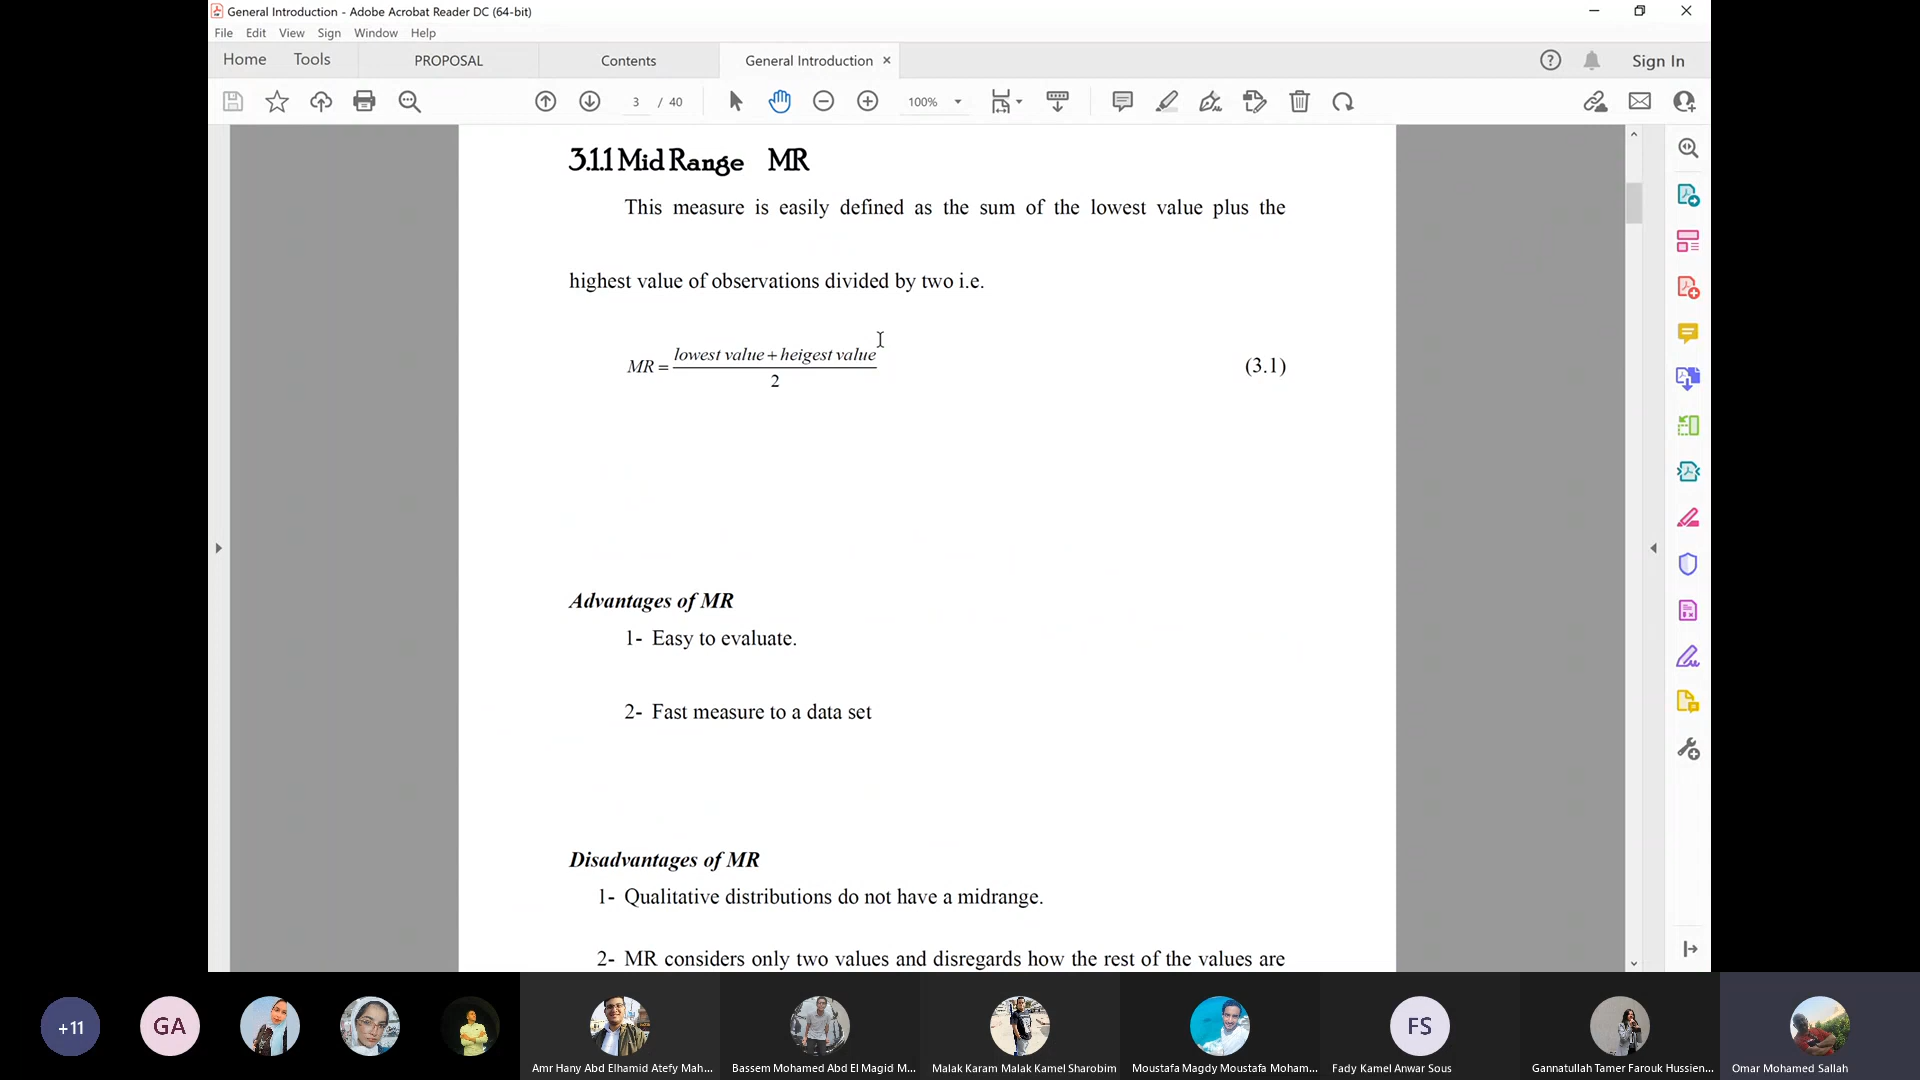 General Introduction - Adobe Acrobat Reader DC (64-bit)
File Edit View Sign Window Help
Home Tools PROPOSAL Contents General Introduction Sign In
3 / 40 100%
3.1.1 Mid Range MR
This measure is easily defined as the sum of the lowest value plus the
highest value of observations divided by two i.e.
MR = (lowest value + heigest value) / 2 (3.1)
Advantages of MR
1- Easy to evaluate.
2- Fast measure to a data set
Disadvantages of MR
1- Qualitative distributions do not have a midrange.
2- MR considers only two values and disregards how the rest of the values are
+11 GA FS
Amr Hany Abd Elhamid Atefy Mah... Bassem Mohamed Abd El Magid M... Malak Karam Malak Kamel Sharobim Moustafa Magdy Moustafa Moham... Fady Kamel Anwar Sous Gannatullah Tamer Farouk Hussien... Omar Mohamed Sallah